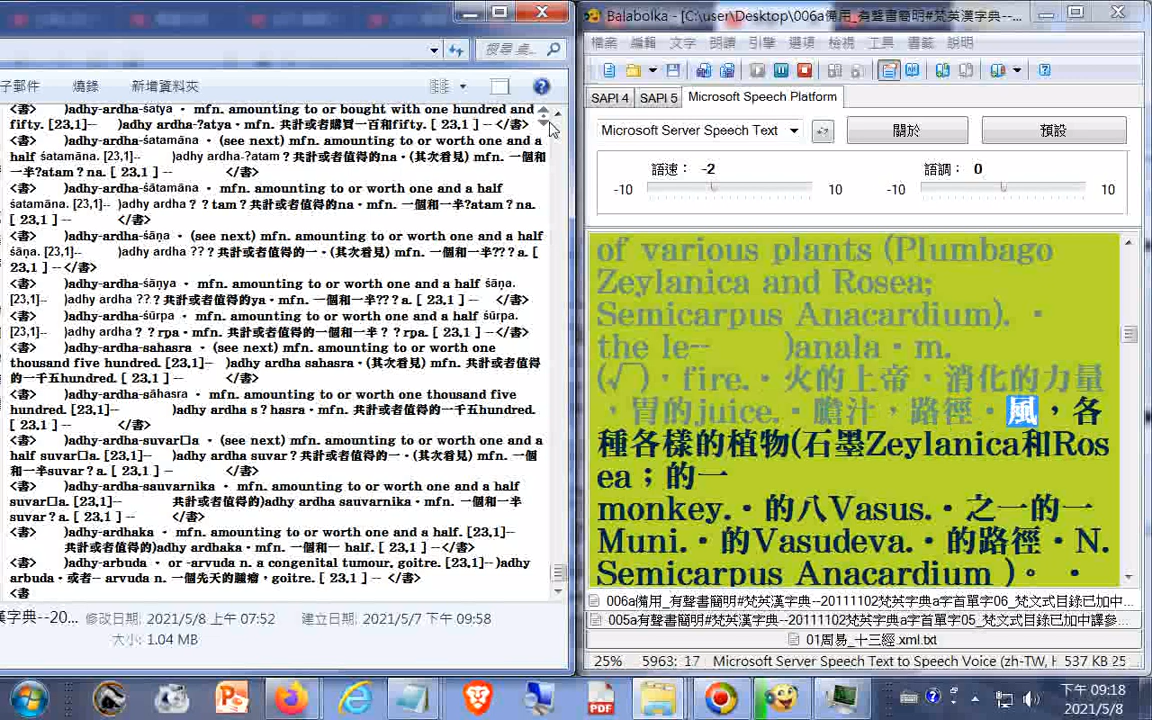 搜尋 桌...
子郵件 燒錄 新增資料夾
<書> )adhy-ardha-śatya · mfn. amounting to or bought with one hundred and
fifty. [23,1]-- )adhy ardha-?atya · mfn. 共計或者購買一百和fifty. [ 23,1 ] – </書>
<書> )adhy-ardha-śatamāna · (see next) mfn. amounting to or worth one and a
half śatamāna. [23,1]-- )adhy ardha-?atam ? 共計或者值得的na · (其次看見) mfn. 一個和
一半?atam ? na. [ 23,1 ] – </書>
<書> )adhy-ardha-śātamāna · mfn. amounting to or worth one and a half
śatamāna. [23,1]-- )adhy ardha ? ? tam ? 共計或者值得的na · mfn. 一個和一半?atam ? na.
[ 23,1 ] – </書>
<書> )adhy-ardha-śāṇa · (see next) mfn. amounting to or worth one and a half
śāṇa. [23,1]-- )adhy ardha ??? 共計或者值得的一 · (其次看見) mfn. 一個和一半??? a. [
23,1 ] – </書>
<書> )adhy-ardha-śāṇya · mfn. amounting to or worth one and a half śāṇa.
[23,1]-- )adhy ardha ??? 共計或者值得的ya · mfn. 一個和一半??? a. [ 23,1 ] – </書>
<書> )adhy-ardha-śūrpa · mfn. amounting to or worth one and a half śūrpa.
[23,1]-- )adhy ardha ? ? rpa · mfn. 共計或者值得的一個和一半 ? ? rpa. [ 23,1 ] – </書>
<書> )adhy-ardha-sahasra · (see next) mfn. amounting to or worth one
thousand five hundred. [23,1]-- )adhy ardha sahasra · (其次看見) mfn. 共計或者值得
的一千五hundred. [ 23,1 ] – </書>
<書> )adhy-ardha-sāhasra · mfn. amounting to or worth one thousand five
hundred. [23,1]-- )adhy ardha s ? hasra · mfn. 共計或者值得的一千五hundred.
[ 23,1 ] – </書>
<書> )adhy-ardha-suvar□a · (see next) mfn. amounting to or worth one and a
half suvar□a. [23,1]-- )adhy ardha suvar ? 共計或者值得的一 · (其次看見) mfn. 一個
和一半suvar ? a. [ 23,1 ] – </書>
<書> )adhy-ardha-sauvarnika · mfn. amounting to or worth one and a half
suvar□a. [23,1]-- 共計或者值得的)adhy ardha sauvarnika · mfn. 一個和一半
suvar ? a. [ 23,1 ] – </書>
<書> )adhy-ardhaka · mfn. amounting to or worth one and a half. [23,1]--
共計或者值得的)adhy ardhaka · mfn. 一個和一 half. [ 23,1 ] – </書>
<書> )adhy-arbuda · or -arvuda n. a congenital tumour, goitre. [23,1]-- )adhy
arbuda · 或者– arvuda n. 一個先天的腫瘤,goitre. [ 23,1 ] – </書>
<書
漢字典--20... 修改日期: 2021/5/8 上午 07:52 建立日期: 2021/5/7 下午 09:58
大小: 1.04 MB
Balabolka - [C:\user\Desktop\006a備用_有聲書簡明#梵英漢字典--20111102梵英字典...
檔案 編輯 文字 朗讀 引擎 選項 檢視 工具 書籤 說明
SAPI 4 SAPI 5 Microsoft Speech Platform
Microsoft Server Speech Text 關於 預設
語速: -2 語調: 0
-10 10 -10 10
of various plants (Plumbago
Zeylanica and Rosea;
Semicarpus Anacardium). ·
the le-- )anala · m.
(√),fire. · 火的上帝、消化的力量
,胃的juice. · 膽汁,路徑 · 風,各
種各樣的植物(石墨Zeylanica和Ros
ea;的一
monkey. · 的八Vasus. · 之一的一
Muni. · 的Vasudeva. · 的路徑 · N.
Semicarpus Anacardium )。 ·
006a備用_有聲書簡明#梵英漢字典--20111102梵英字典a字首單字06_梵文式目錄已加中...
005a有聲書簡明#梵英漢字典--20111102梵英字典a字首單字05_梵文式目錄已加中譯參...
01周易_十三經.xml.txt
25% 5963: 17 Microsoft Server Speech Text to Speech Voice (zh-TW, H 537 KB 25
PDF
下午 09:18
2021/5/8